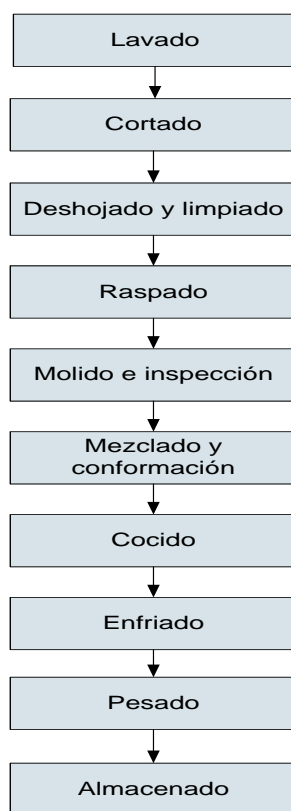 Lavado
Cortado
Deshojado y limpiado
Raspado
Molido e inspección
Mezclado y
conformación
Cocido
Enfriado
Pesado
Almacenado